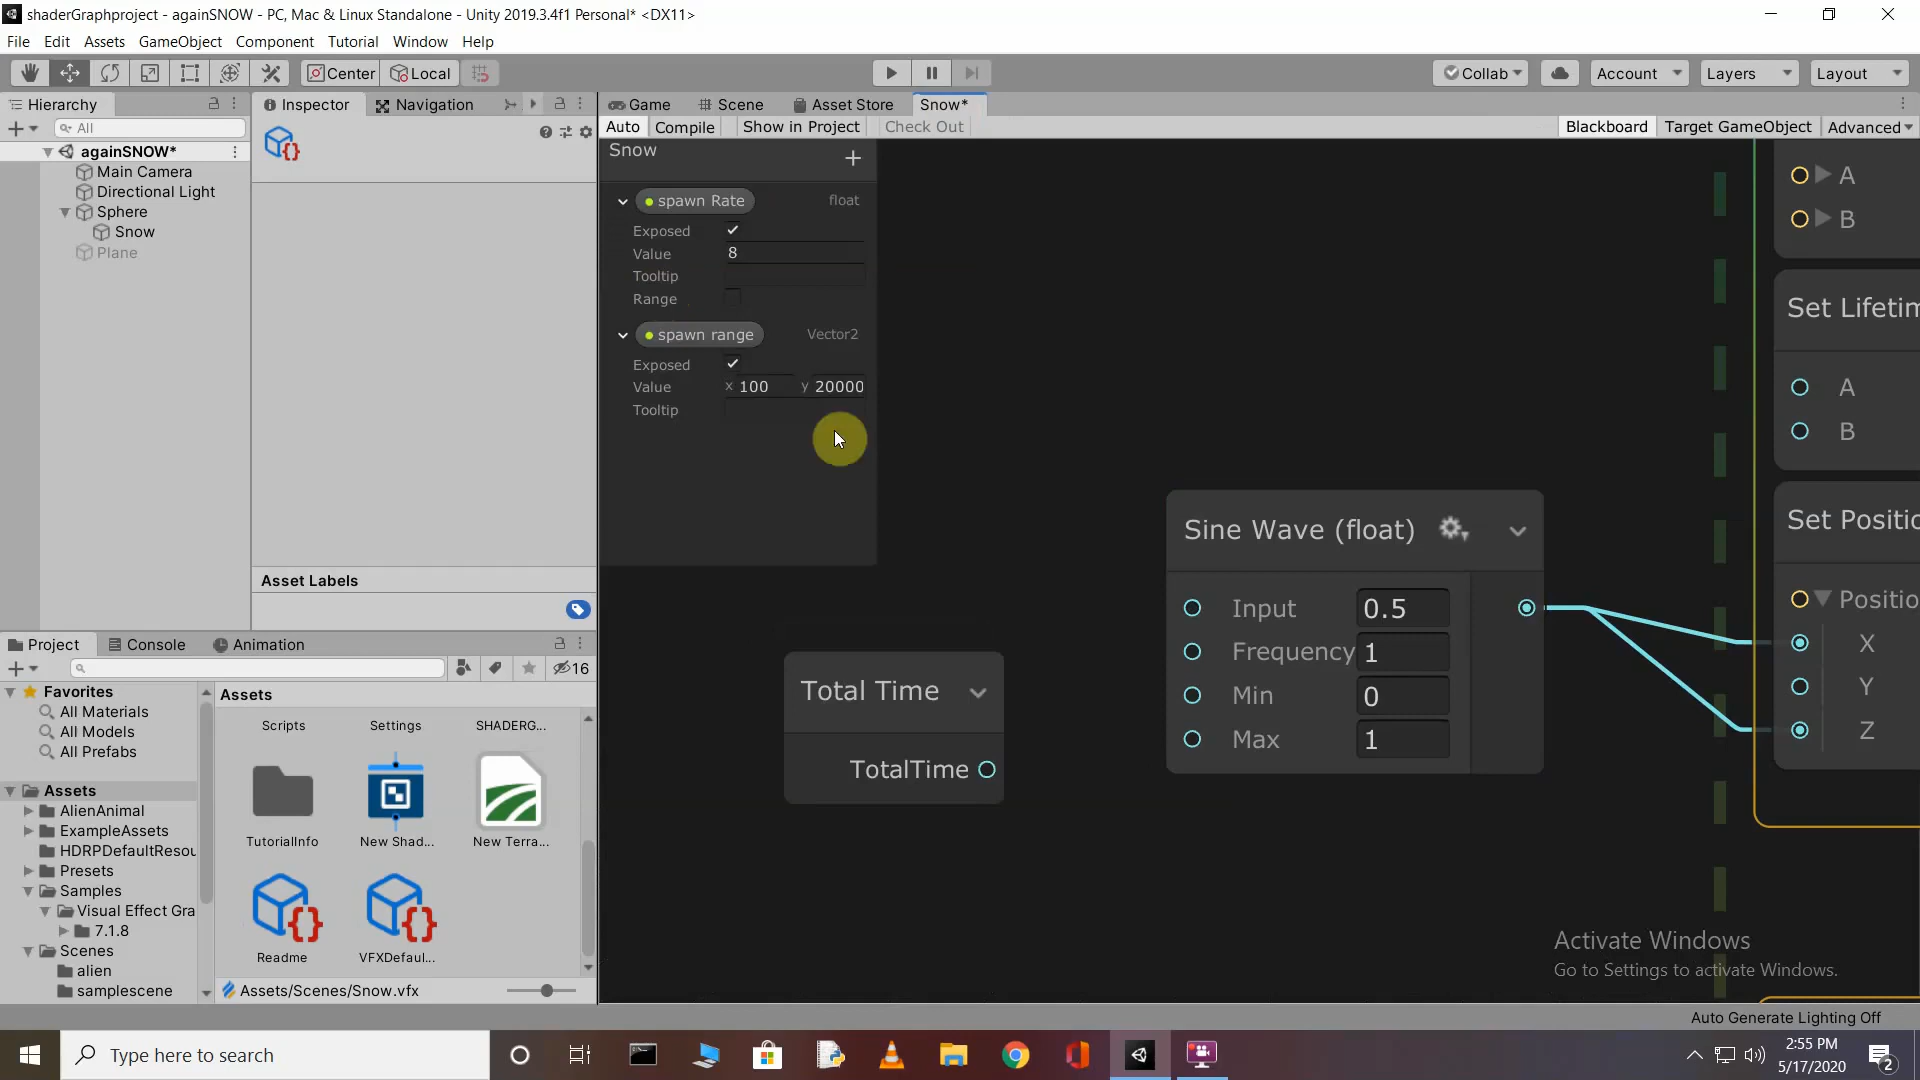 shaderGraphproject - againSNOW - PC, Mac & Linux Standalone - Unity 2019.3.4f1 Personal* <DX11>
File Edit Assets GameObject Component Tutorial Window Help
Center Local Collab Account Layers Layout
Hierarchy Inspector Navigation Game Scene Asset Store Snow*
All
Auto Compile Show in Project Check Out Blackboard Target GameObject Advanced
againSNOW*
Main Camera
Directional Light
Sphere
Snow
Plane
Snow
spawn Rate float
Exposed
Value 8
Tooltip
Range
spawn range Vector2
Exposed
Value x 100 y 20000
Tooltip
A
B
Set Lifetim
A
B
Sine Wave (float)
Input 0.5
Frequency 1
Min 0
Max 1
Set Positio
Positio
X
Y
Z
Total Time
TotalTime
Asset Labels
Project Console Animation
16
Favorites
All Materials
All Models
All Prefabs
Assets
AlienAnimal
ExampleAssets
HDRPDefaultResou
Presets
Samples
Visual Effect Gra
7.1.8
Scenes
alien
samplescene
Assets
Scripts Settings SHADERG...
TutorialInfo New Shad... New Terra...
Readme VFXDefaul...
Assets/Scenes/Snow.vfx
Activate Windows
Go to Settings to activate Windows.
Auto Generate Lighting Off
Type here to search
2:55 PM
5/17/2020
2